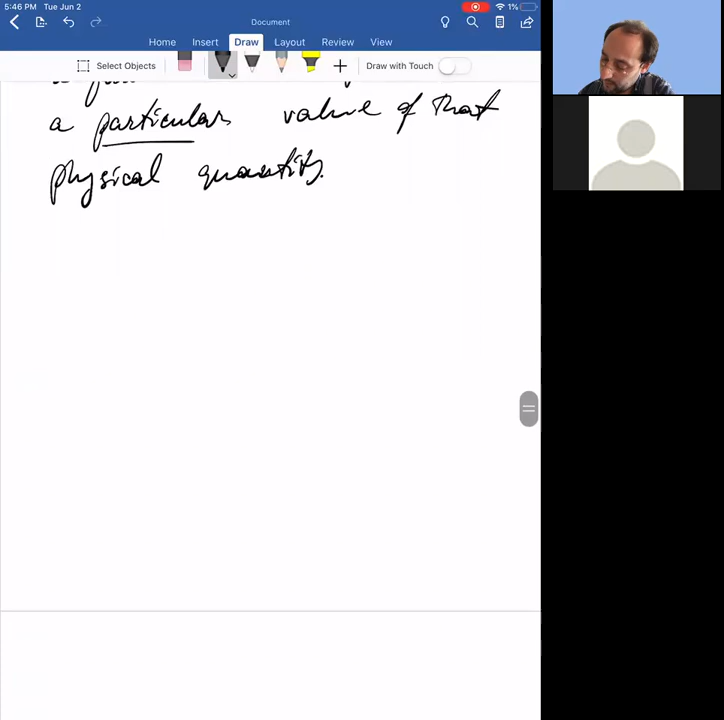 5:46 PM Tue Jun 2
1%
Document
Home Insert Draw Layout Review View
Select Objects
Draw with Touch
a particular value of that
physical quantity.